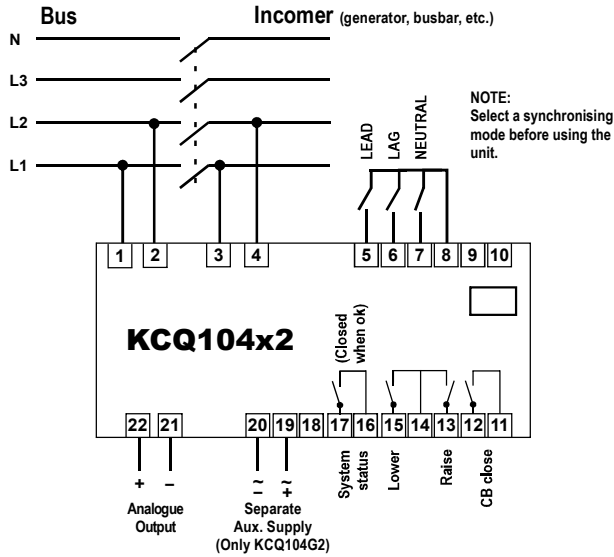 Bus
Incomer (generator, busbar, etc.)
N
L3
L2
L1
LEAD
LAG
NEUTRAL
NOTE:
Select a synchronising
mode before using the
unit.
1 2 3 4 5 6 7 8 9 10
KCQ104x2
(Closed
when ok)
22 21 20 19 18 17 16 15 14 13 12 11
+ − ~ ~
− +
Analogue
Output
Separate
Aux. Supply
(Only KCQ104G2)
System
status
Lower
Raise
CB close